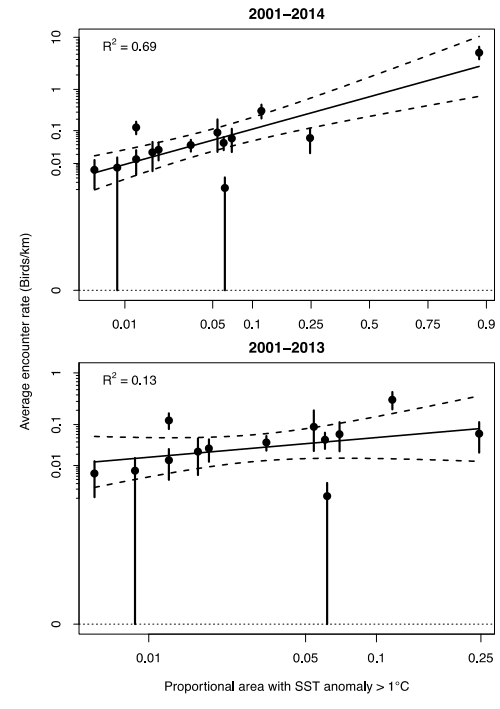 2001−2014
R² = 0.69
10
1
0.1
0.01
0
0.01 0.05 0.1 0.25 0.5 0.75 0.9
Average encounter rate (Birds/km)
2001−2013
R² = 0.13
1
0.1
0.01
0
0.01 0.05 0.1 0.25
Proportional area with SST anomaly > 1°C